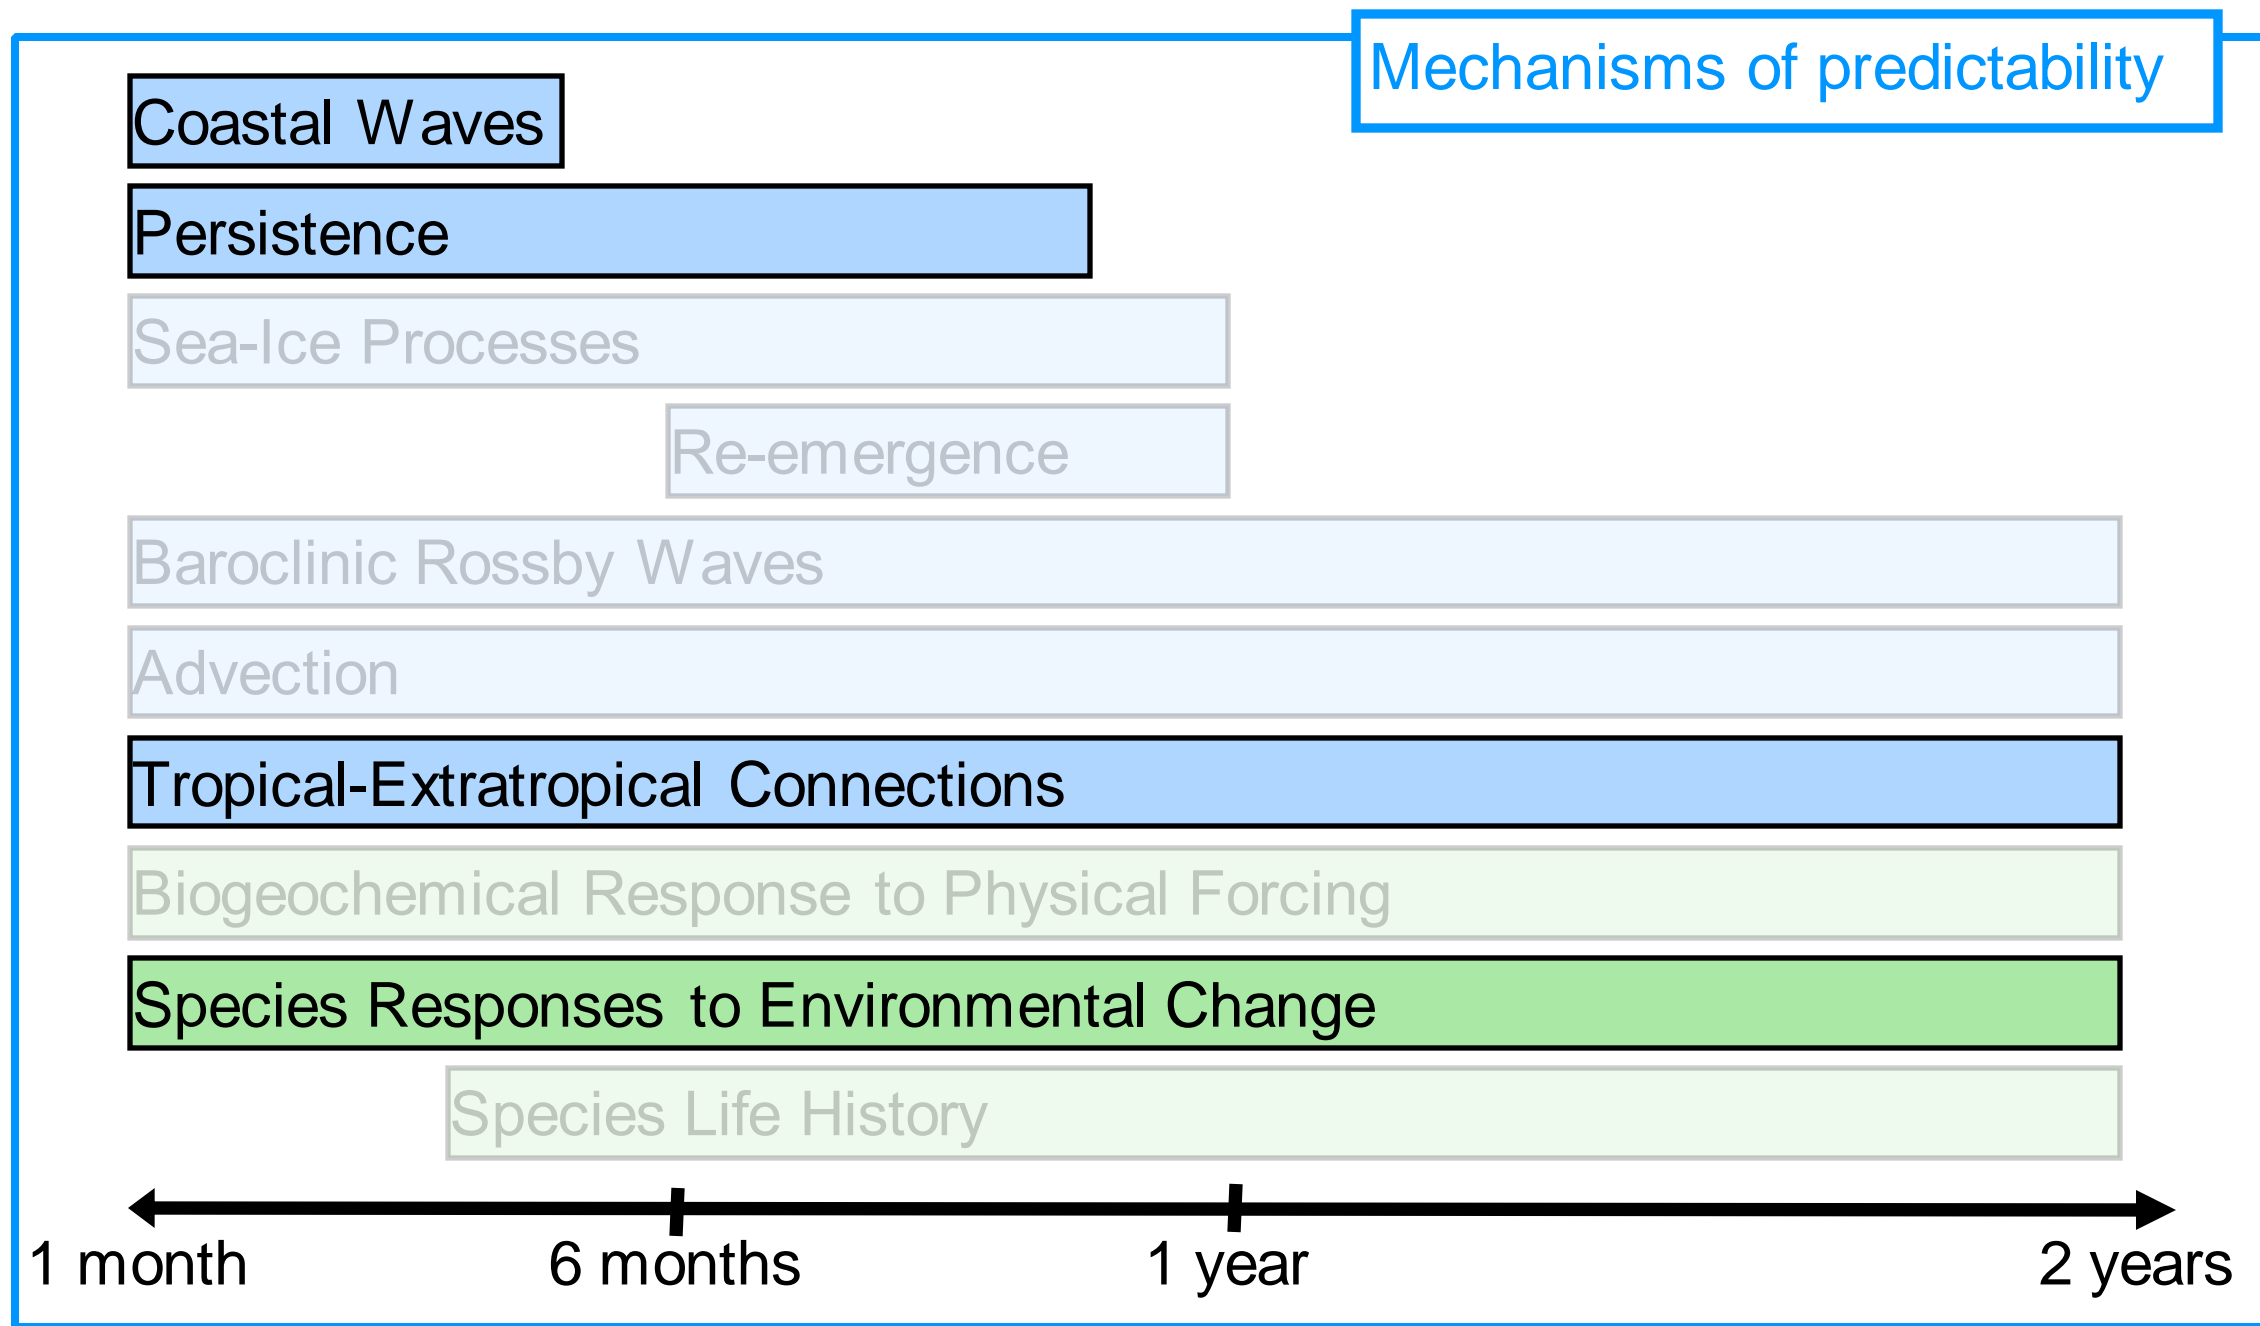 Mechanisms of predictability
Coastal Waves
Persistence
Sea-Ice Processes
Re-emergence
Baroclinic Rossby Waves
Advection
Tropical-Extratropical Connections
Biogeochemical Response to Physical Forcing
Species Responses to Environmental Change
Species Life History
1 month 6 months 1 year 2 years